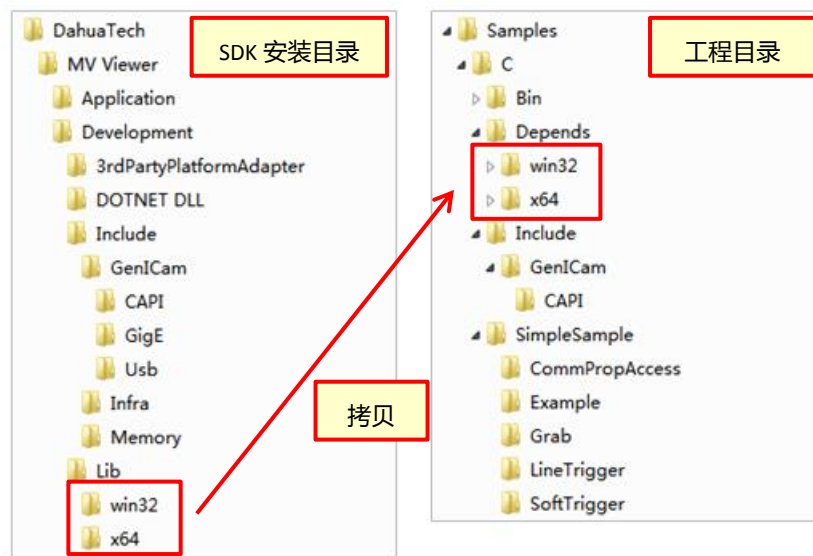 DahuaTech
SDK 安装目录
MV Viewer
Application
Development
3rdPartyPlatformAdapter
DOTNET DLL
Include
GenICam
CAPI
GigE
Usb
Infra
Memory
Lib
win32
x64
拷贝
Samples
工程目录
C
Bin
Depends
win32
x64
Include
GenICam
CAPI
SimpleSample
CommPropAccess
Example
Grab
LineTrigger
SoftTrigger